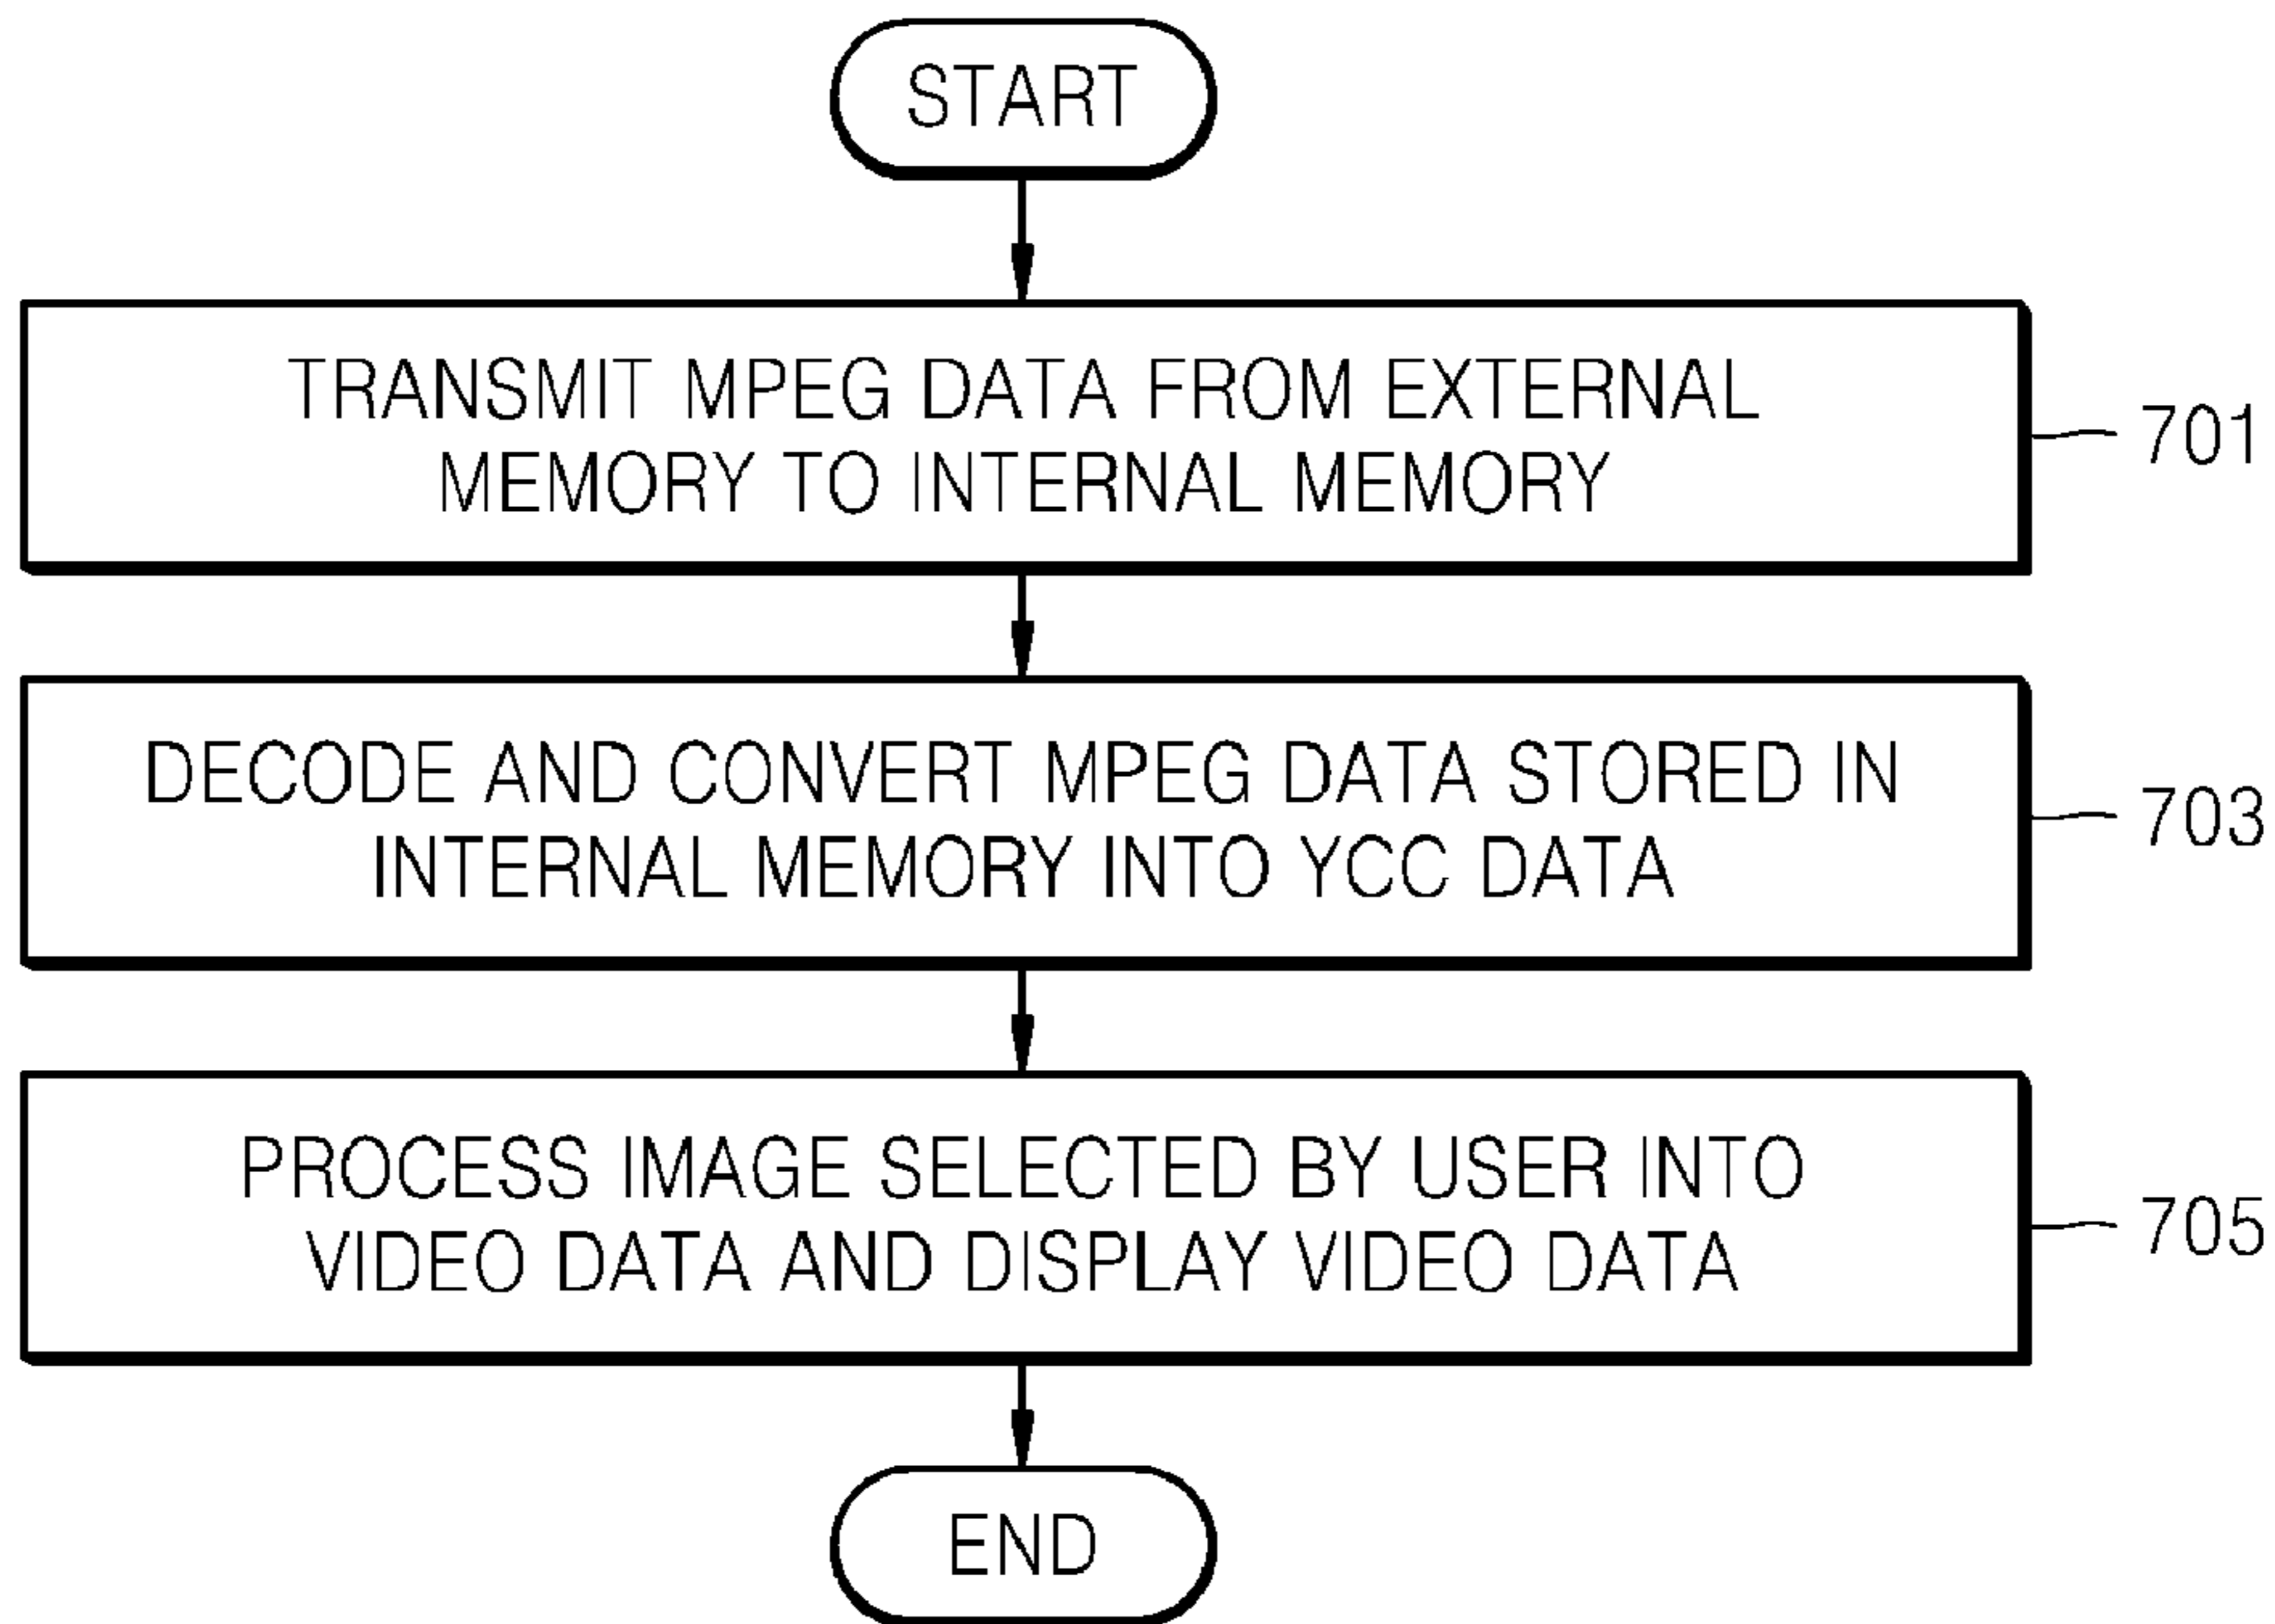 START
TRANSMIT MPEG DATA FROM EXTERNAL
MEMORY TO INTERNAL MEMORY
701
DECODE AND CONVERT MPEG DATA STORED IN
INTERNAL MEMORY INTO YCC DATA
703
PROCESS IMAGE SELECTED BY USER INTO
VIDEO DATA AND DISPLAY VIDEO DATA
705
END